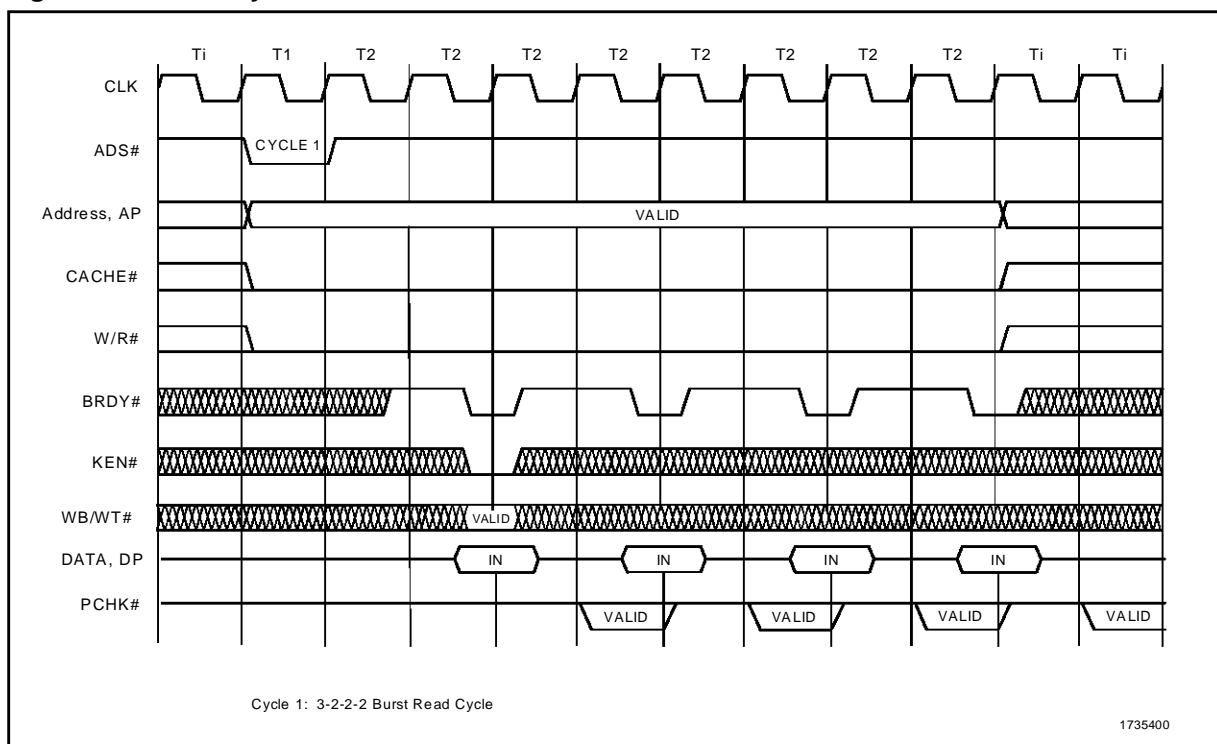 Ti T1 T2 T2 T2 T2 T2 T2 T2 T2 Ti Ti
CLK
ADS# CYCLE 1
Address, AP VALID
CACHE#
W/R#
BRDY#
KEN#
WB/WT# VALID
DATA, DP IN IN IN IN
PCHK# VALID VALID VALID VALID
Cycle 1: 3-2-2-2 Burst Read Cycle
1735400